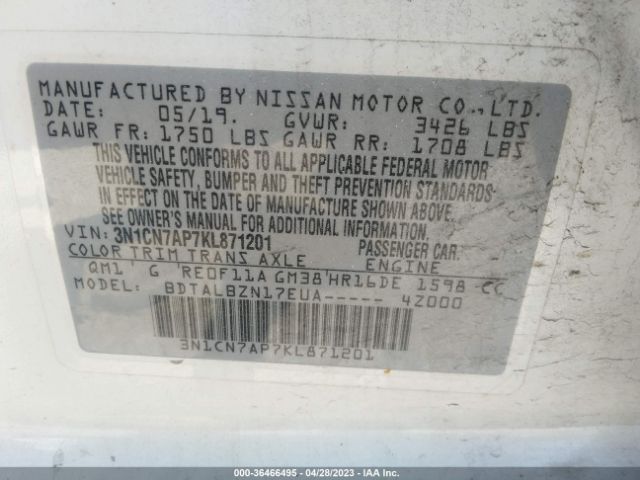 MANUFACTURED BY NISSAN MOTOR CO., LTD.
DATE: 05/19. GVWR: 3426 LBS
GAWR FR: 1750 LBS GAWR RR: 1708 LBS
THIS VEHICLE CONFORMS TO ALL APPLICABLE FEDERAL MOTOR
VEHICLE SAFETY, BUMPER AND THEFT PREVENTION STANDARDS
IN EFFECT ON THE DATE OF MANUFACTURE SHOWN ABOVE.
SEE OWNER'S MANUAL FOR ADDITIONAL INFORMATION.
VIN: 3N1CN7AP7KL871201 PASSENGER CAR.
COLOR TRIM TRANS AXLE ENGINE
QM1 G RE0F11A GM38 HR16DE 1598 CC
MODEL: BDTALBZN17EUA----- 4Z000
3N1CN7AP7KL871201
000-36466495 - 04/28/2023 - IAA Inc.